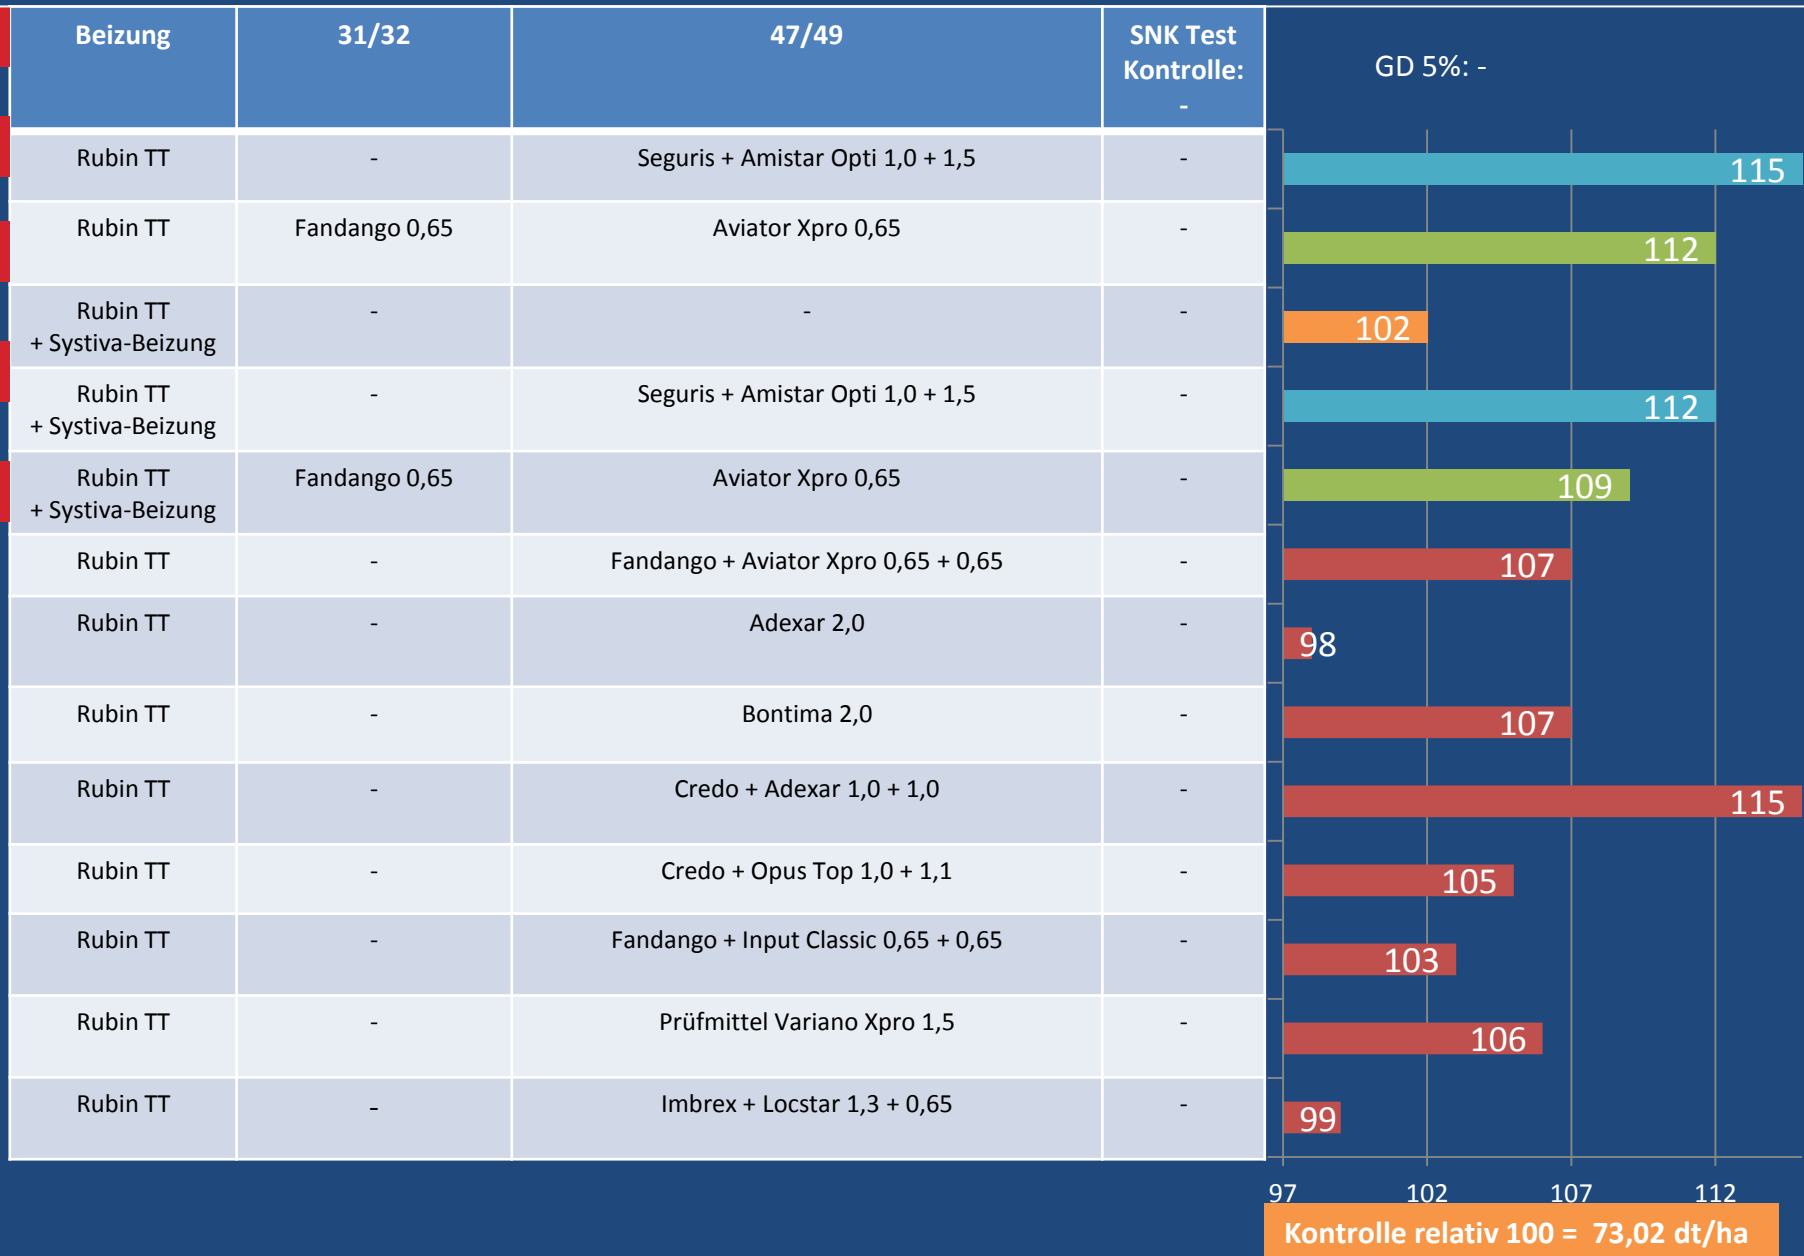 Beizung 31/32 47/49 SNK Test
Kontrolle:
-
GD 5%: -
Rubin TT - Seguris + Amistar Opti 1,0 + 1,5 - 115
Rubin TT Fandango 0,65 Aviator Xpro 0,65 - 112
Rubin TT - - - 102
+ Systiva-Beizung
Rubin TT - Seguris + Amistar Opti 1,0 + 1,5 - 112
+ Systiva-Beizung
Rubin TT Fandango 0,65 Aviator Xpro 0,65 - 109
+ Systiva-Beizung
Rubin TT - Fandango + Aviator Xpro 0,65 + 0,65 - 107
Rubin TT - Adexar 2,0 - 98
Rubin TT - Bontima 2,0 - 107
Rubin TT - Credo + Adexar 1,0 + 1,0 - 115
Rubin TT - Credo + Opus Top 1,0 + 1,1 - 105
Rubin TT - Fandango + Input Classic 0,65 + 0,65 - 103
Rubin TT - Prüfmittel Variano Xpro 1,5 - 106
Rubin TT - Imbrex + Locstar 1,3 + 0,65 - 99
97 102 107 112
Kontrolle relativ 100 = 73,02 dt/ha